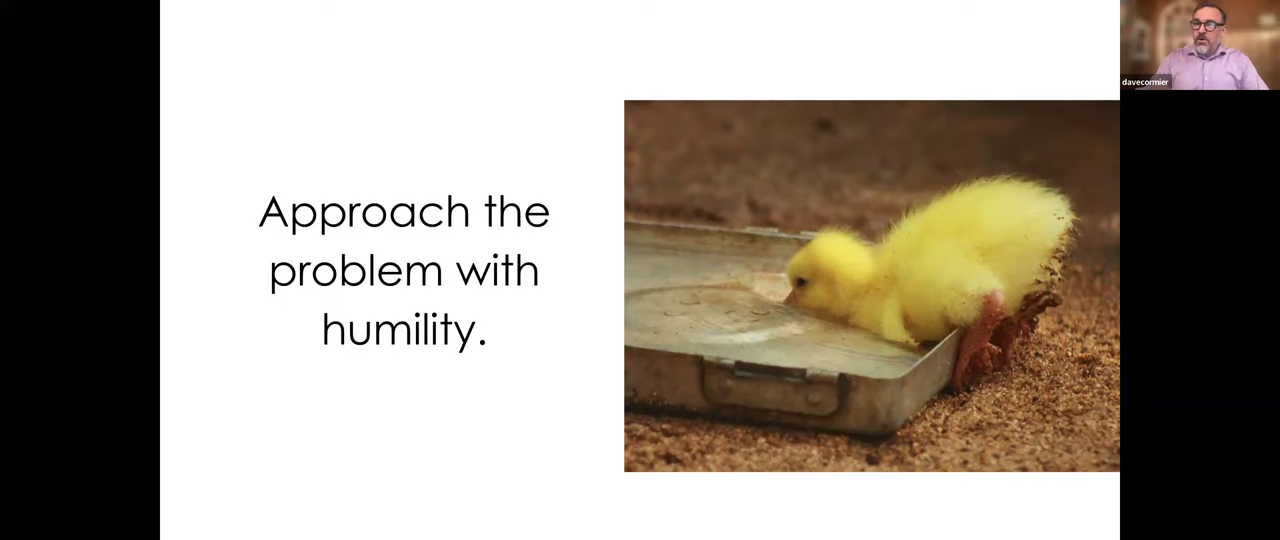 Approach the
problem with
humility.
davecormier